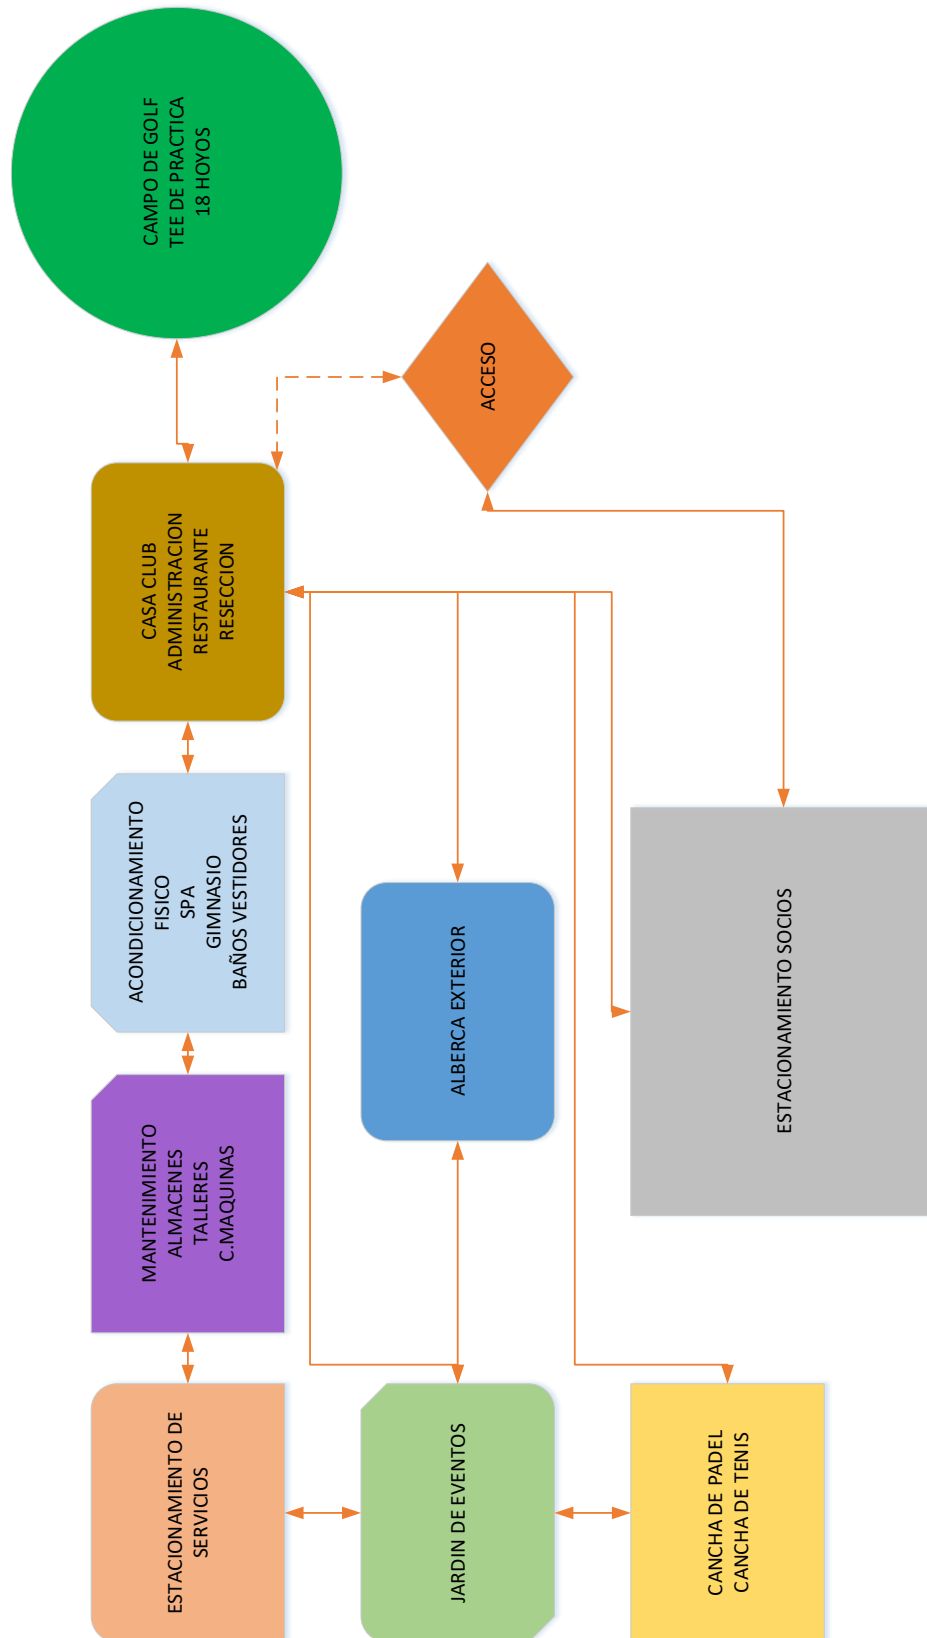 ESTACIONAMIENTO DE
SERVICIOS
MANTENIMIENTO
ALMACENES
TALLERES
C.MAQUINAS
ACONDICIONAMIENTO
FISICO
SPA
GIMNASIO
BAÑOS VESTIDORES
CASA CLUB
ADMINISTRACION
RESTAURANTE
RESECCION
CAMPO DE GOLF
TEE DE PRACTICA
18 HOYOS
JARDIN DE EVENTOS
ALBERCA EXTERIOR
ACCESO
CANCHA DE PADEL
CANCHA DE TENIS
ESTACIONAMIENTO SOCIOS